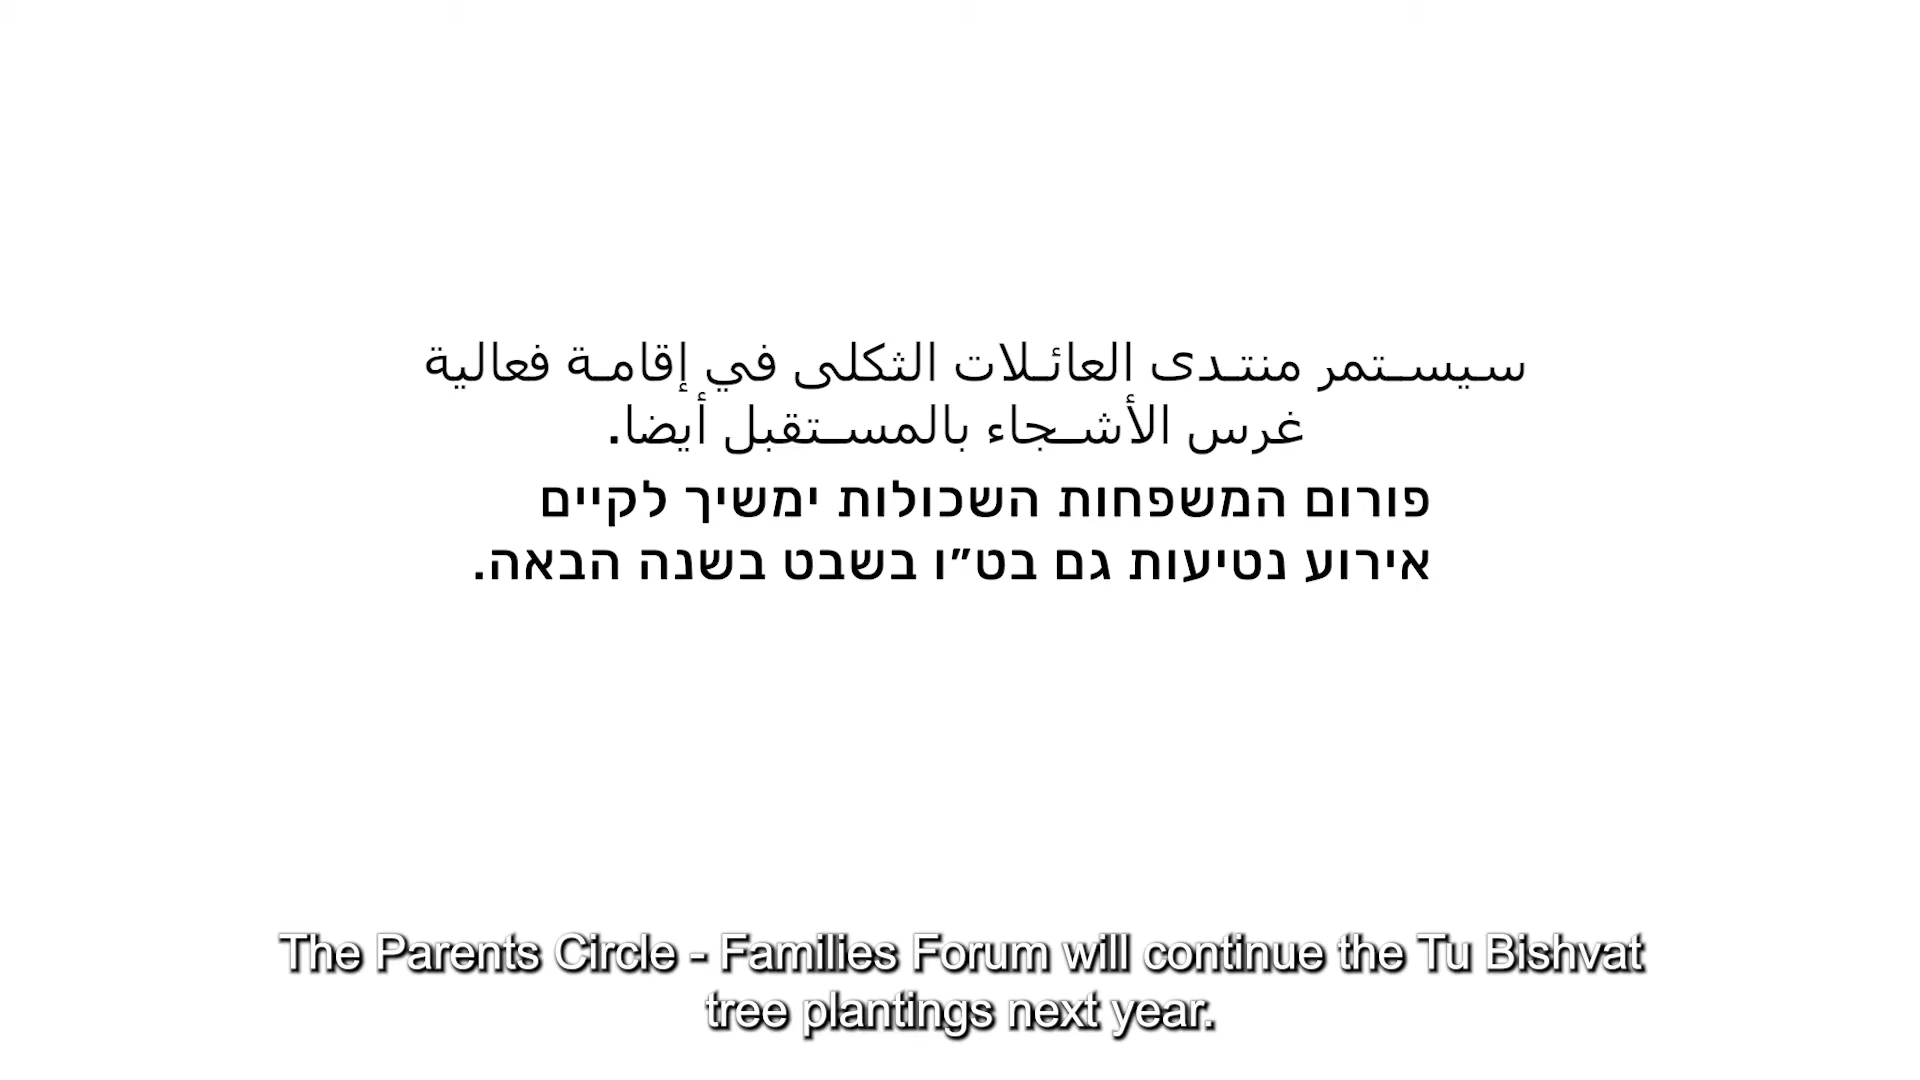 سيستمر منتدى العائلات الثكلى في إقامة فعالية
غرس الأشجاء بالمستقبل أيضا.
פורום המשפחות השכולות ימשיך לקיים
אירוע נטיעות גם בט״ו בשבט בשנה הבאה.
The Parents Circle - Families Forum will continue the Tu Bishvat
tree plantings next year.